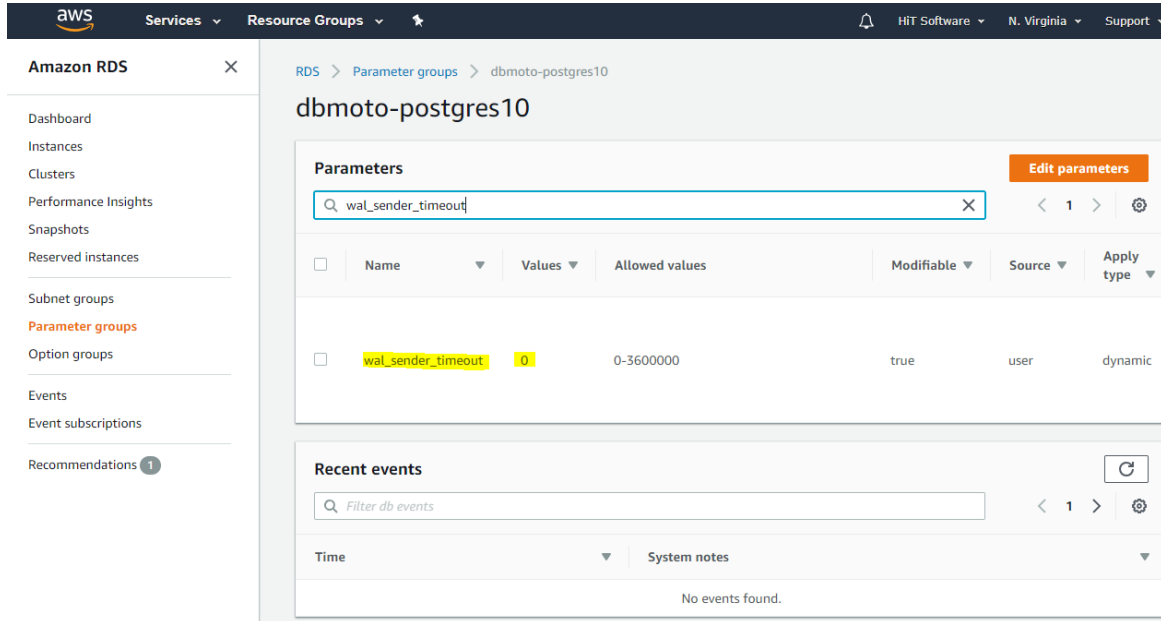 aws Services Resource Groups HiT Software N. Virginia Support
Amazon RDS
Dashboard
Instances
Clusters
Performance Insights
Snapshots
Reserved instances
Subnet groups
Parameter groups
Option groups
Events
Event subscriptions
Recommendations 1
RDS > Parameter groups > dbmoto-postgres10
dbmoto-postgres10
Parameters Edit parameters
wal_sender_timeout < 1 >
Name Values Allowed values Modifiable Source Apply type
wal_sender_timeout 0 0-3600000 true user dynamic
Recent events
Filter db events < 1 >
Time System notes
No events found.